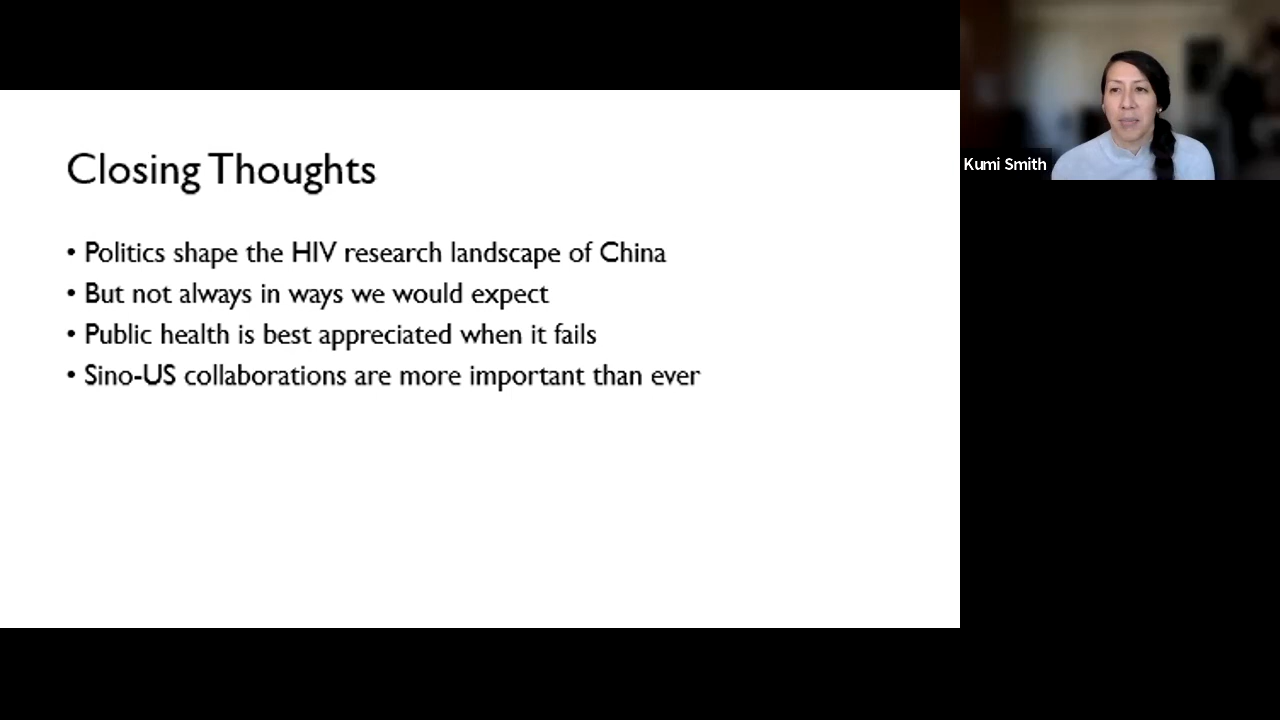 Closing Thoughts
• Politics shape the HIV research landscape of China
• But not always in ways we would expect
• Public health is best appreciated when it fails
• Sino-US collaborations are more important than ever
Kumi Smith